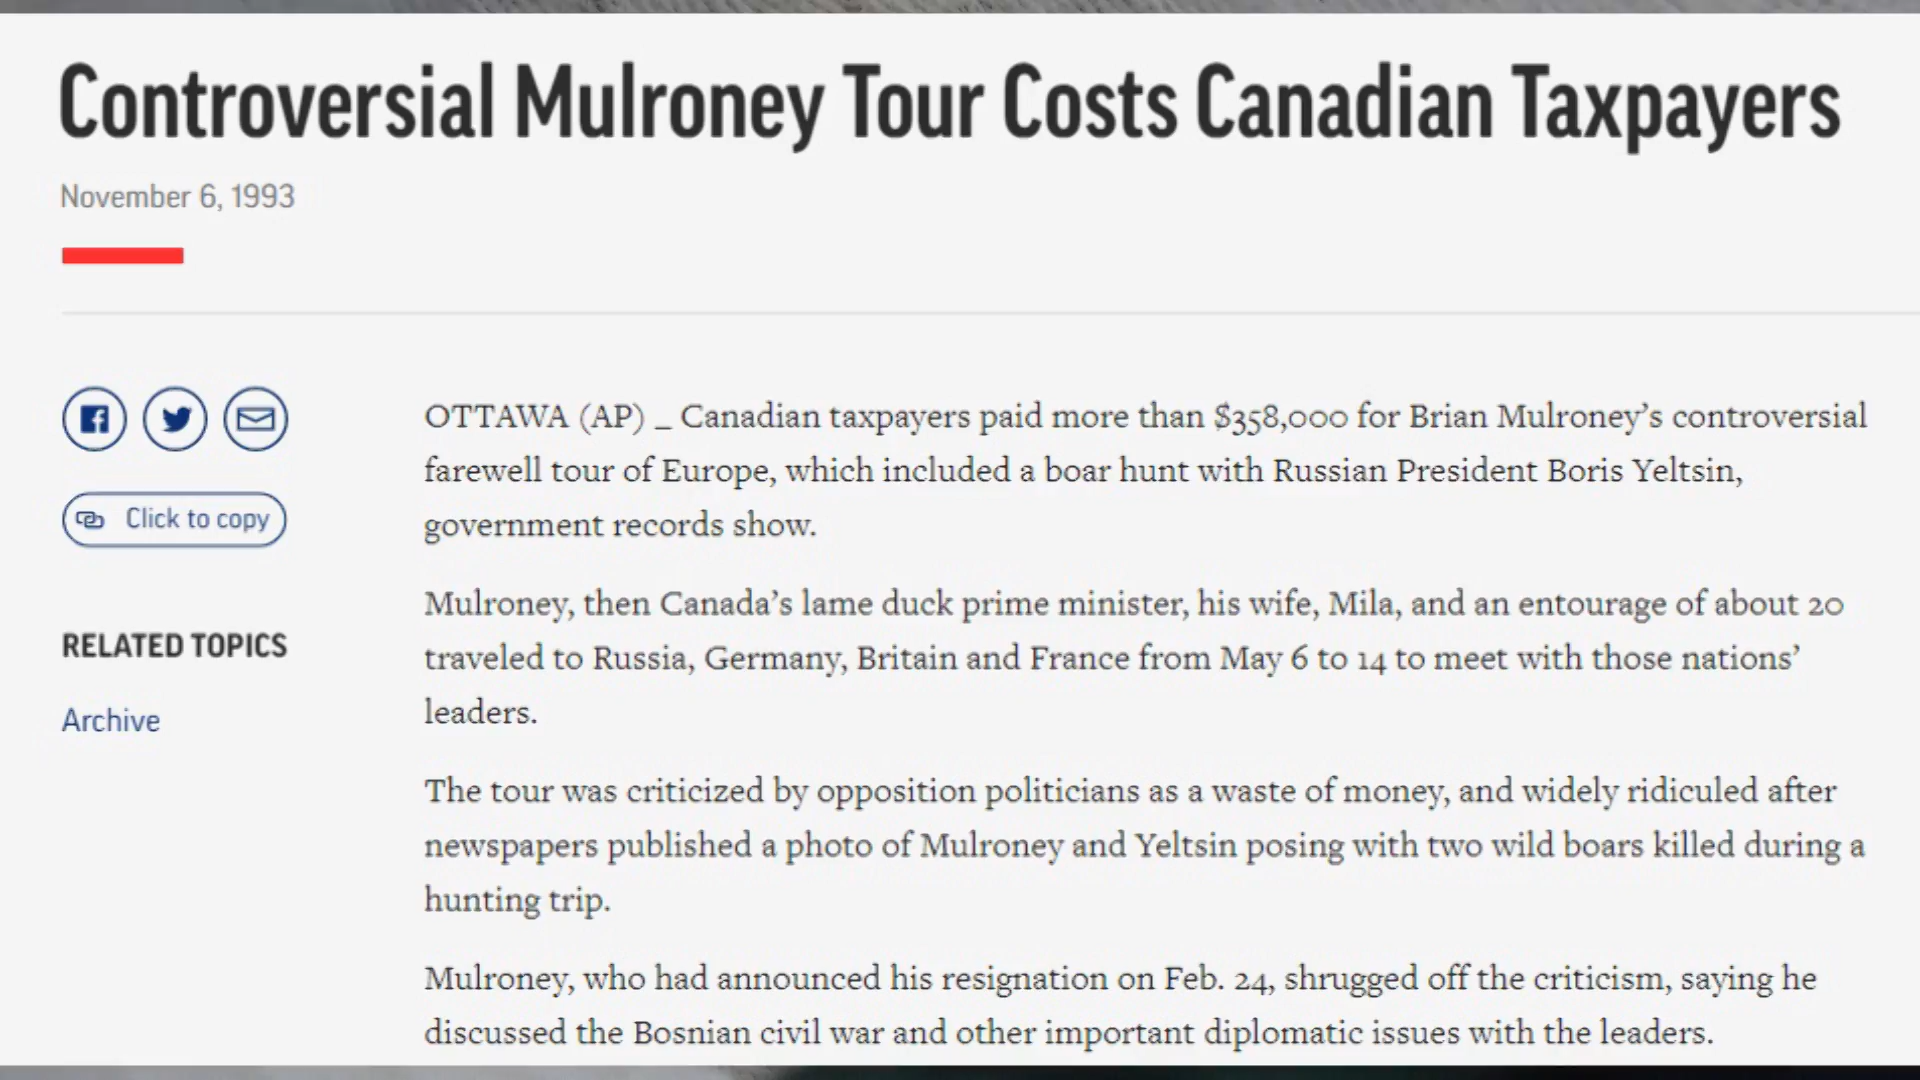 Controversial Mulroney Tour Costs Canadian Taxpayers
November 6, 1993
Click to copy
RELATED TOPICS
Archive
OTTAWA (AP) _ Canadian taxpayers paid more than $358,000 for Brian Mulroney’s controversial
farewell tour of Europe, which included a boar hunt with Russian President Boris Yeltsin,
government records show.
Mulroney, then Canada’s lame duck prime minister, his wife, Mila, and an entourage of about 20
traveled to Russia, Germany, Britain and France from May 6 to 14 to meet with those nations’
leaders.
The tour was criticized by opposition politicians as a waste of money, and widely ridiculed after
newspapers published a photo of Mulroney and Yeltsin posing with two wild boars killed during a
hunting trip.
Mulroney, who had announced his resignation on Feb. 24, shrugged off the criticism, saying he
discussed the Bosnian civil war and other important diplomatic issues with the leaders.